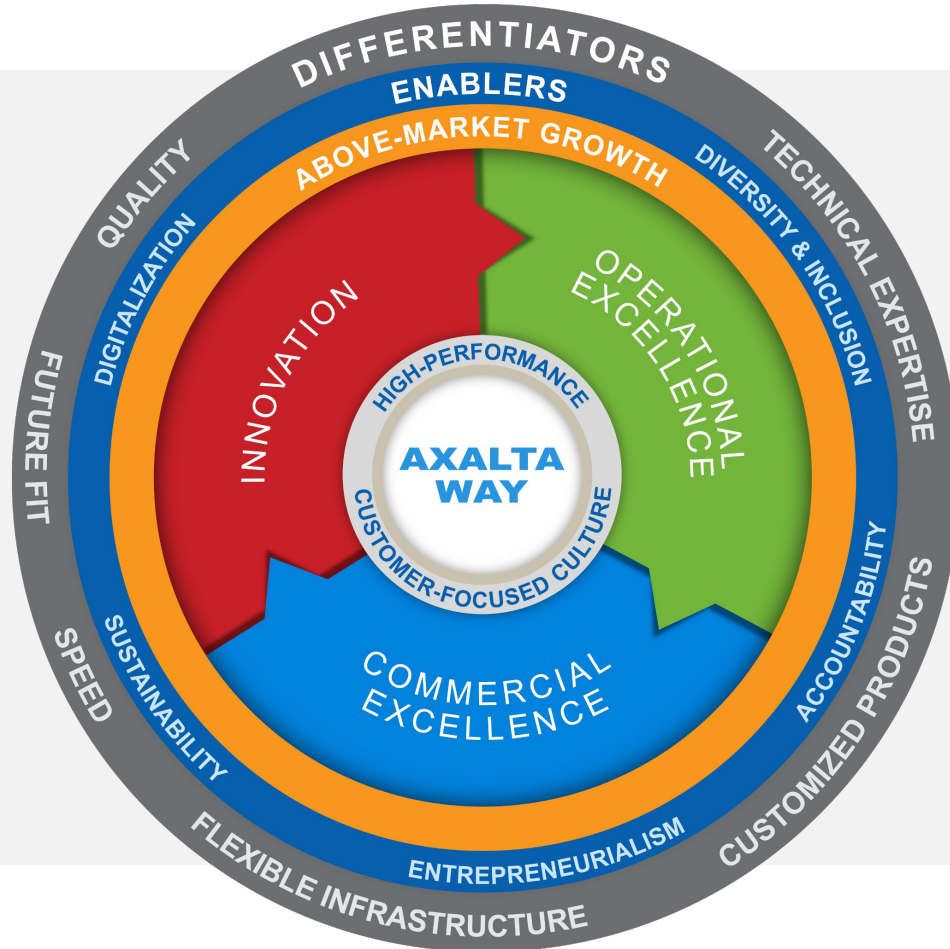 DIFFERENTIATORS
TECHNICAL EXPERTISE
CUSTOMIZED PRODUCTS
FLEXIBLE INFRASTRUCTURE
SPEED
FUTURE FIT
QUALITY
ENABLERS
DIVERSITY & INCLUSION
ACCOUNTABILITY
ENTREPRENEURIALISM
SUSTAINABILITY
DIGITALIZATION
ABOVE-MARKET GROWTH
INNOVATION
OPERATIONAL
EXCELLENCE
COMMERCIAL
EXCELLENCE
HIGH-PERFORMANCE
CUSTOMER-FOCUSED CULTURE
AXALTA
WAY